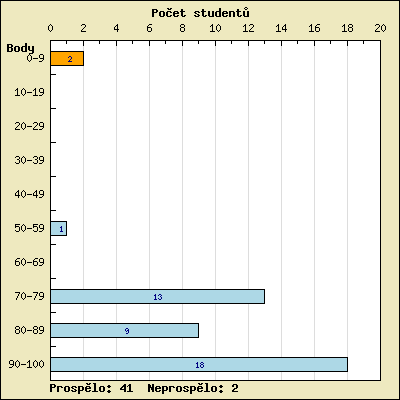 Počet studentů
0 2 4 6 8 10 12 14 16 18 20
Body
0-9 2
10-19
20-29
30-39
40-49
50-59 1
60-69
70-79 13
80-89 9
90-100 18
Prospělo: 41 Neprospělo: 2